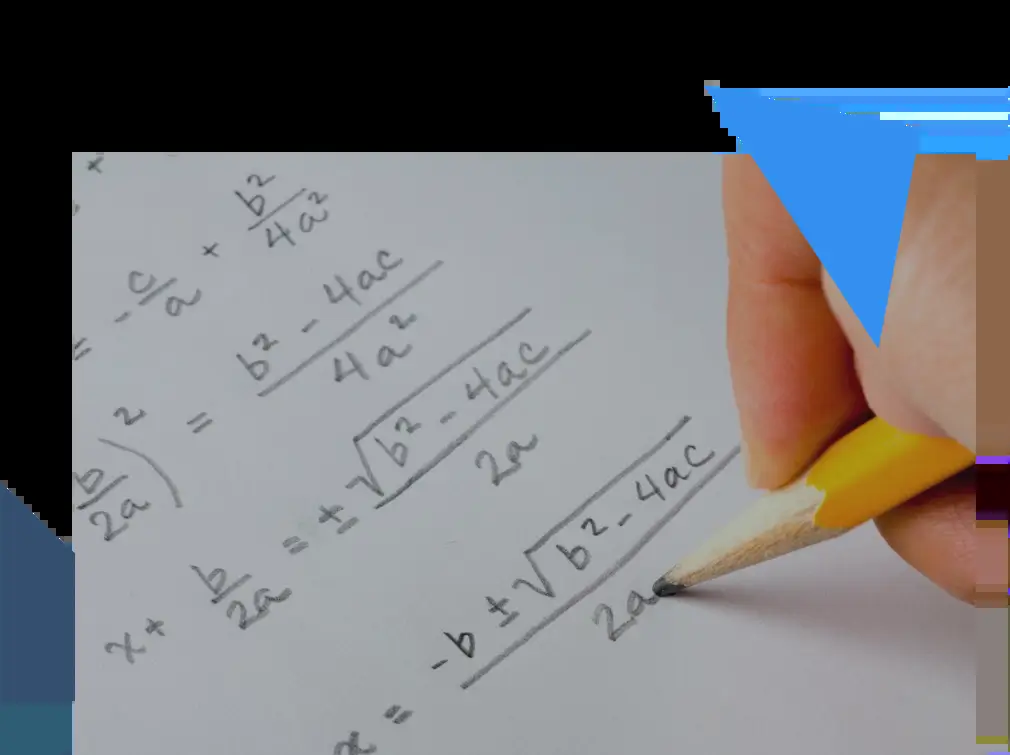 +
= - c/a + b²/4a²
b/2a)² = b² - 4ac/4a²
x + b/2a = ± √b² - 4ac/2a
x = -b ± √b² - 4ac/2a